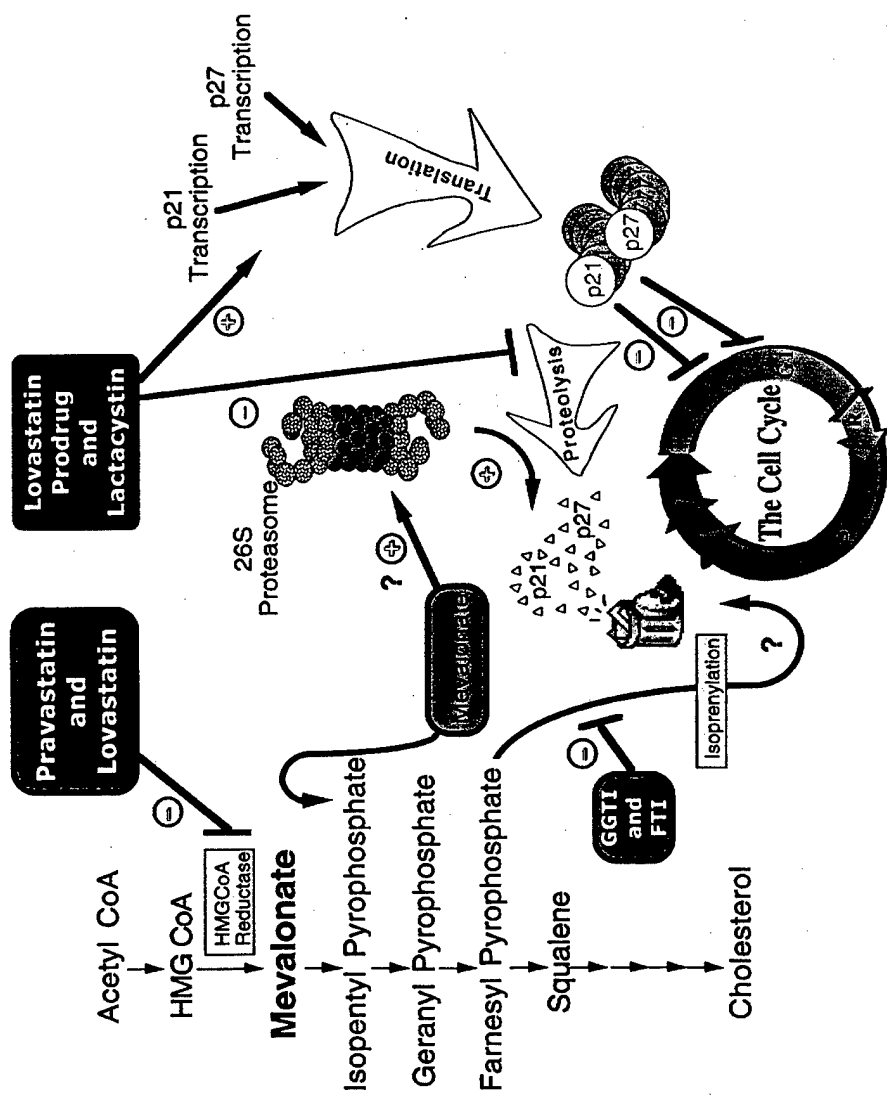 Acetyl CoA
HMG CoA
HMGCoA
Reductase
Mevalonate
Isopentyl Pyrophosphate
Geranyl Pyrophosphate
Farnesyl Pyrophosphate
Squalene
Cholesterol
Pravastatin
and
Lovastatin
−
Mevalonate
?
+
GGTI
and
FTI
−
Isoprenylation
?
Lovastatin
Prodrug
and
Lactacystin
+
−
26S
Proteasome
+
p21
p27
Proteolysis
p21
Transcription
p27
Transcription
Translation
p21
p27
−
−
The Cell Cycle